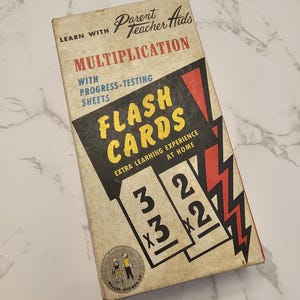 LEARN WITH Parent
Teacher Aids
MULTIPLICATION
WITH
PROGRESS-TESTING
SHEETS
FLASH
CARDS
EXTRA LEARNING EXPERIENCE
AT HOME
3
x3
2
x2